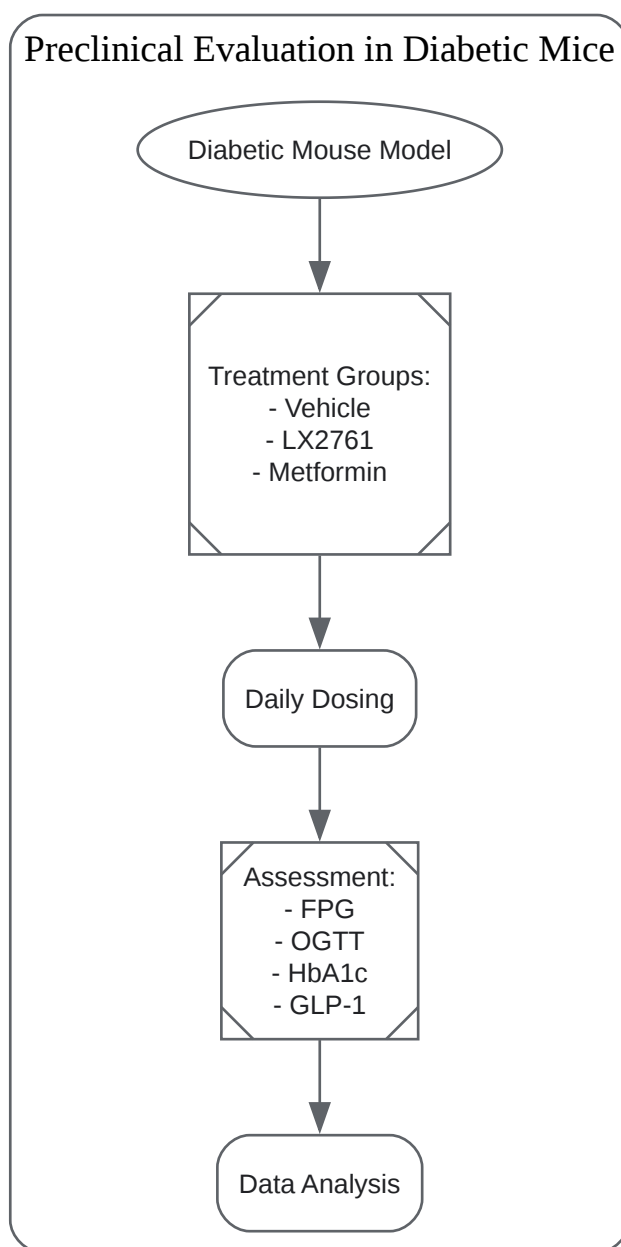 Preclinical Evaluation in Diabetic Mice
Diabetic Mouse Model
Treatment Groups:
- Vehicle
- LX2761
- Metformin
Daily Dosing
Assessment:
- FPG
- OGTT
- HbA1c
- GLP-1
Data Analysis